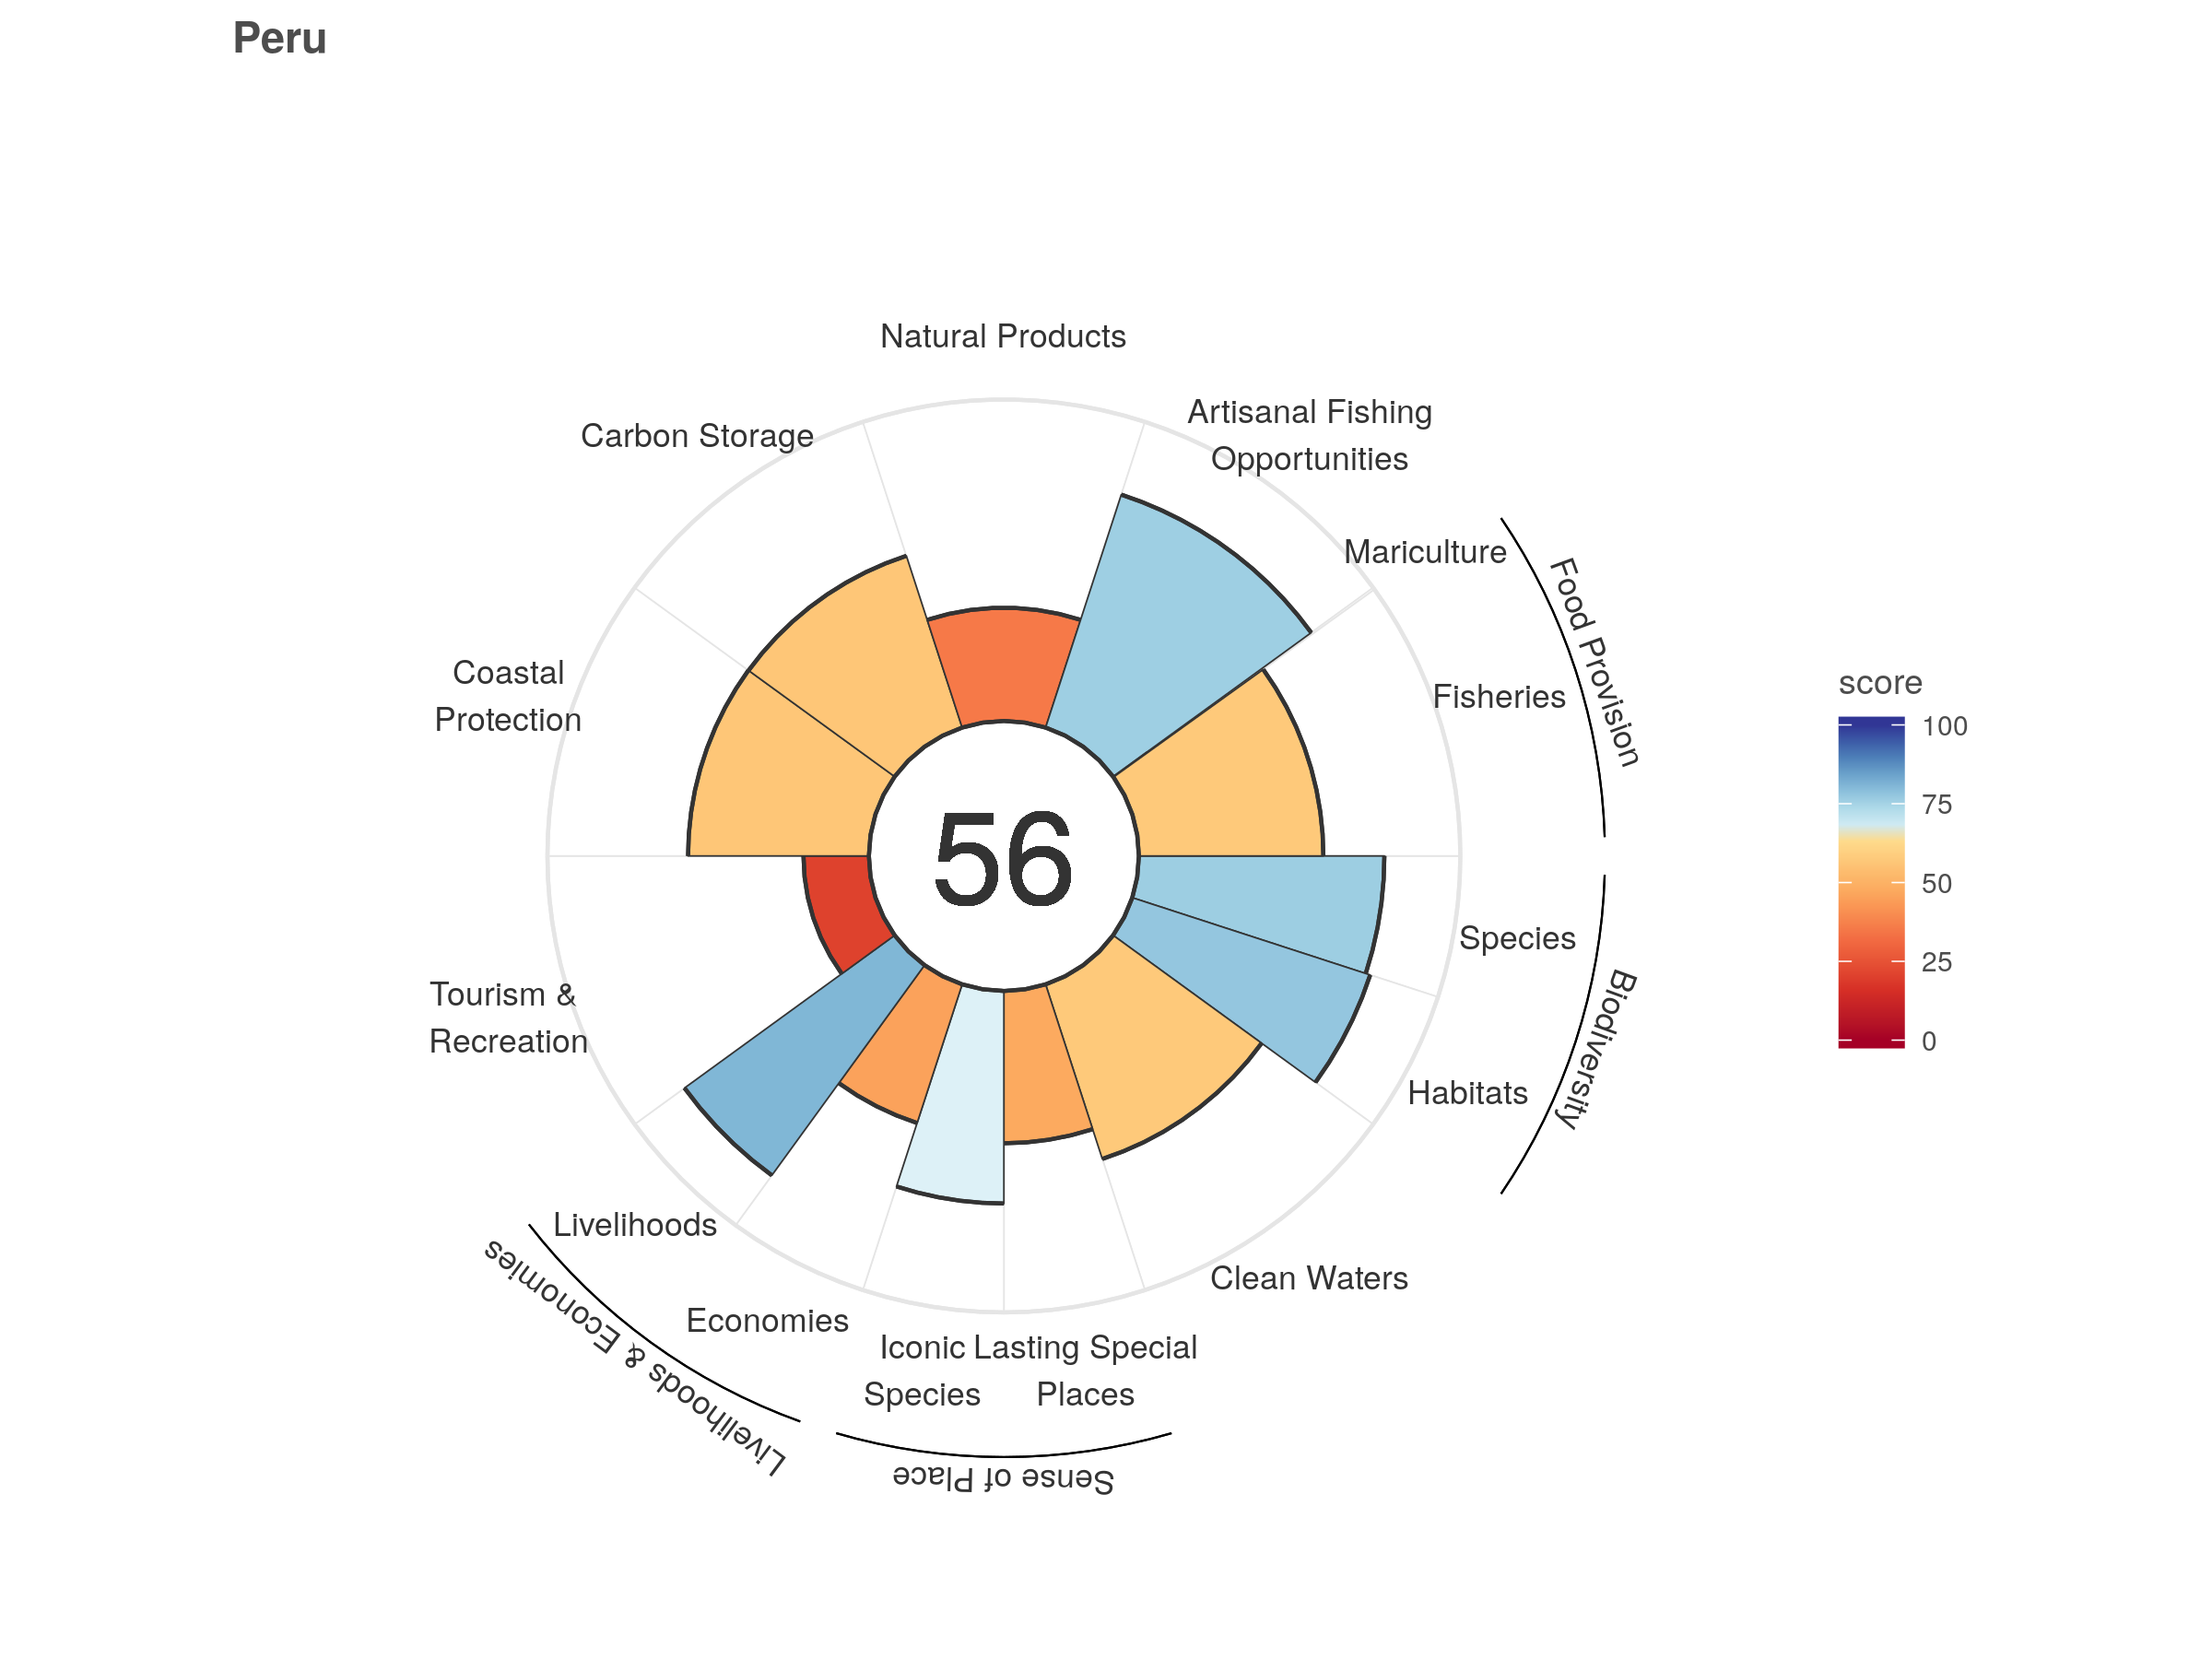 Peru
Natural Products
Artisanal Fishing
Opportunities
Carbon Storage
Mariculture
Food Provision
Fisheries
Coastal
Protection
score
100
75
50
25
0
56
Species
Biodiversity
Habitats
Tourism &
Recreation
Clean Waters
Livelihoods
Livelihoods & Economies
Economies
Iconic
Species
Lasting Special
Places
Sense of Place